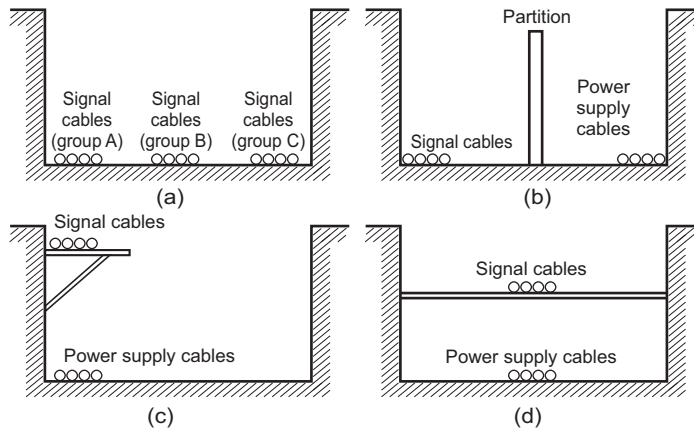 Signal
cables
(group A)
Signal
cables
(group B)
Signal
cables
(group C)
(a)
Partition
Signal cables
Power
supply
cables
(b)
Signal cables
Power supply cables
(c)
Signal cables
Power supply cables
(d)